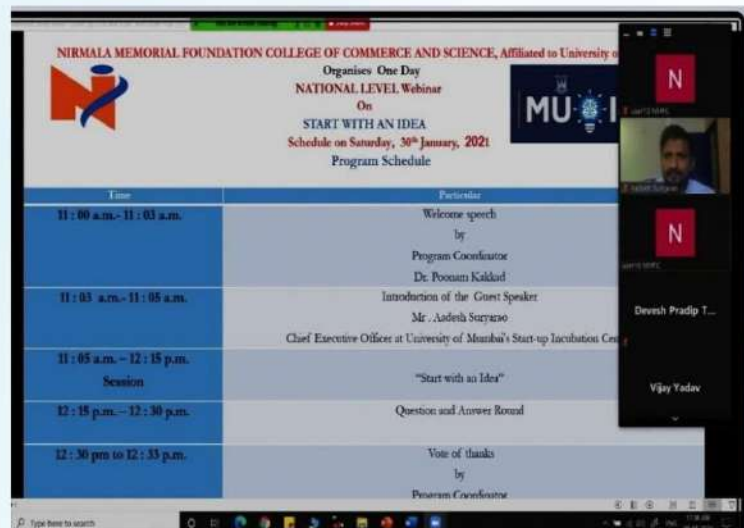 NIRMALA MEMORIAL FOUNDATION COLLEGE OF COMMERCE AND SCIENCE, Affiliated to University o
Organises One Day
NATIONAL LEVEL Webinar
On
START WITH AN IDEA
Schedule on Saturday, 30th January, 2021
Program Schedule
MU
N
N
Devesh Pradip T...
Vijay Yadav
Time
Particular
11 : 00 a.m.- 11 : 03 a.m.
Welcome speech
by
Program Coordinator
Dr. Poonam Kakkad
11 : 03 a.m.- 11 : 05 a.m.
Introduction of the Guest Speaker
Mr . Aadesh Suryarao
Chief Executive Officer at University of Mumbai's Start-up Incubation Cen
11 : 05 a.m. – 12 : 15 p.m.
Session
"Start with an Idea"
12 : 15 p.m. – 12 : 30 p.m.
Question and Answer Round
12 : 30 pm to 12 : 33 p.m.
Vote of thanks
by
Program Coordinator
Type here to search